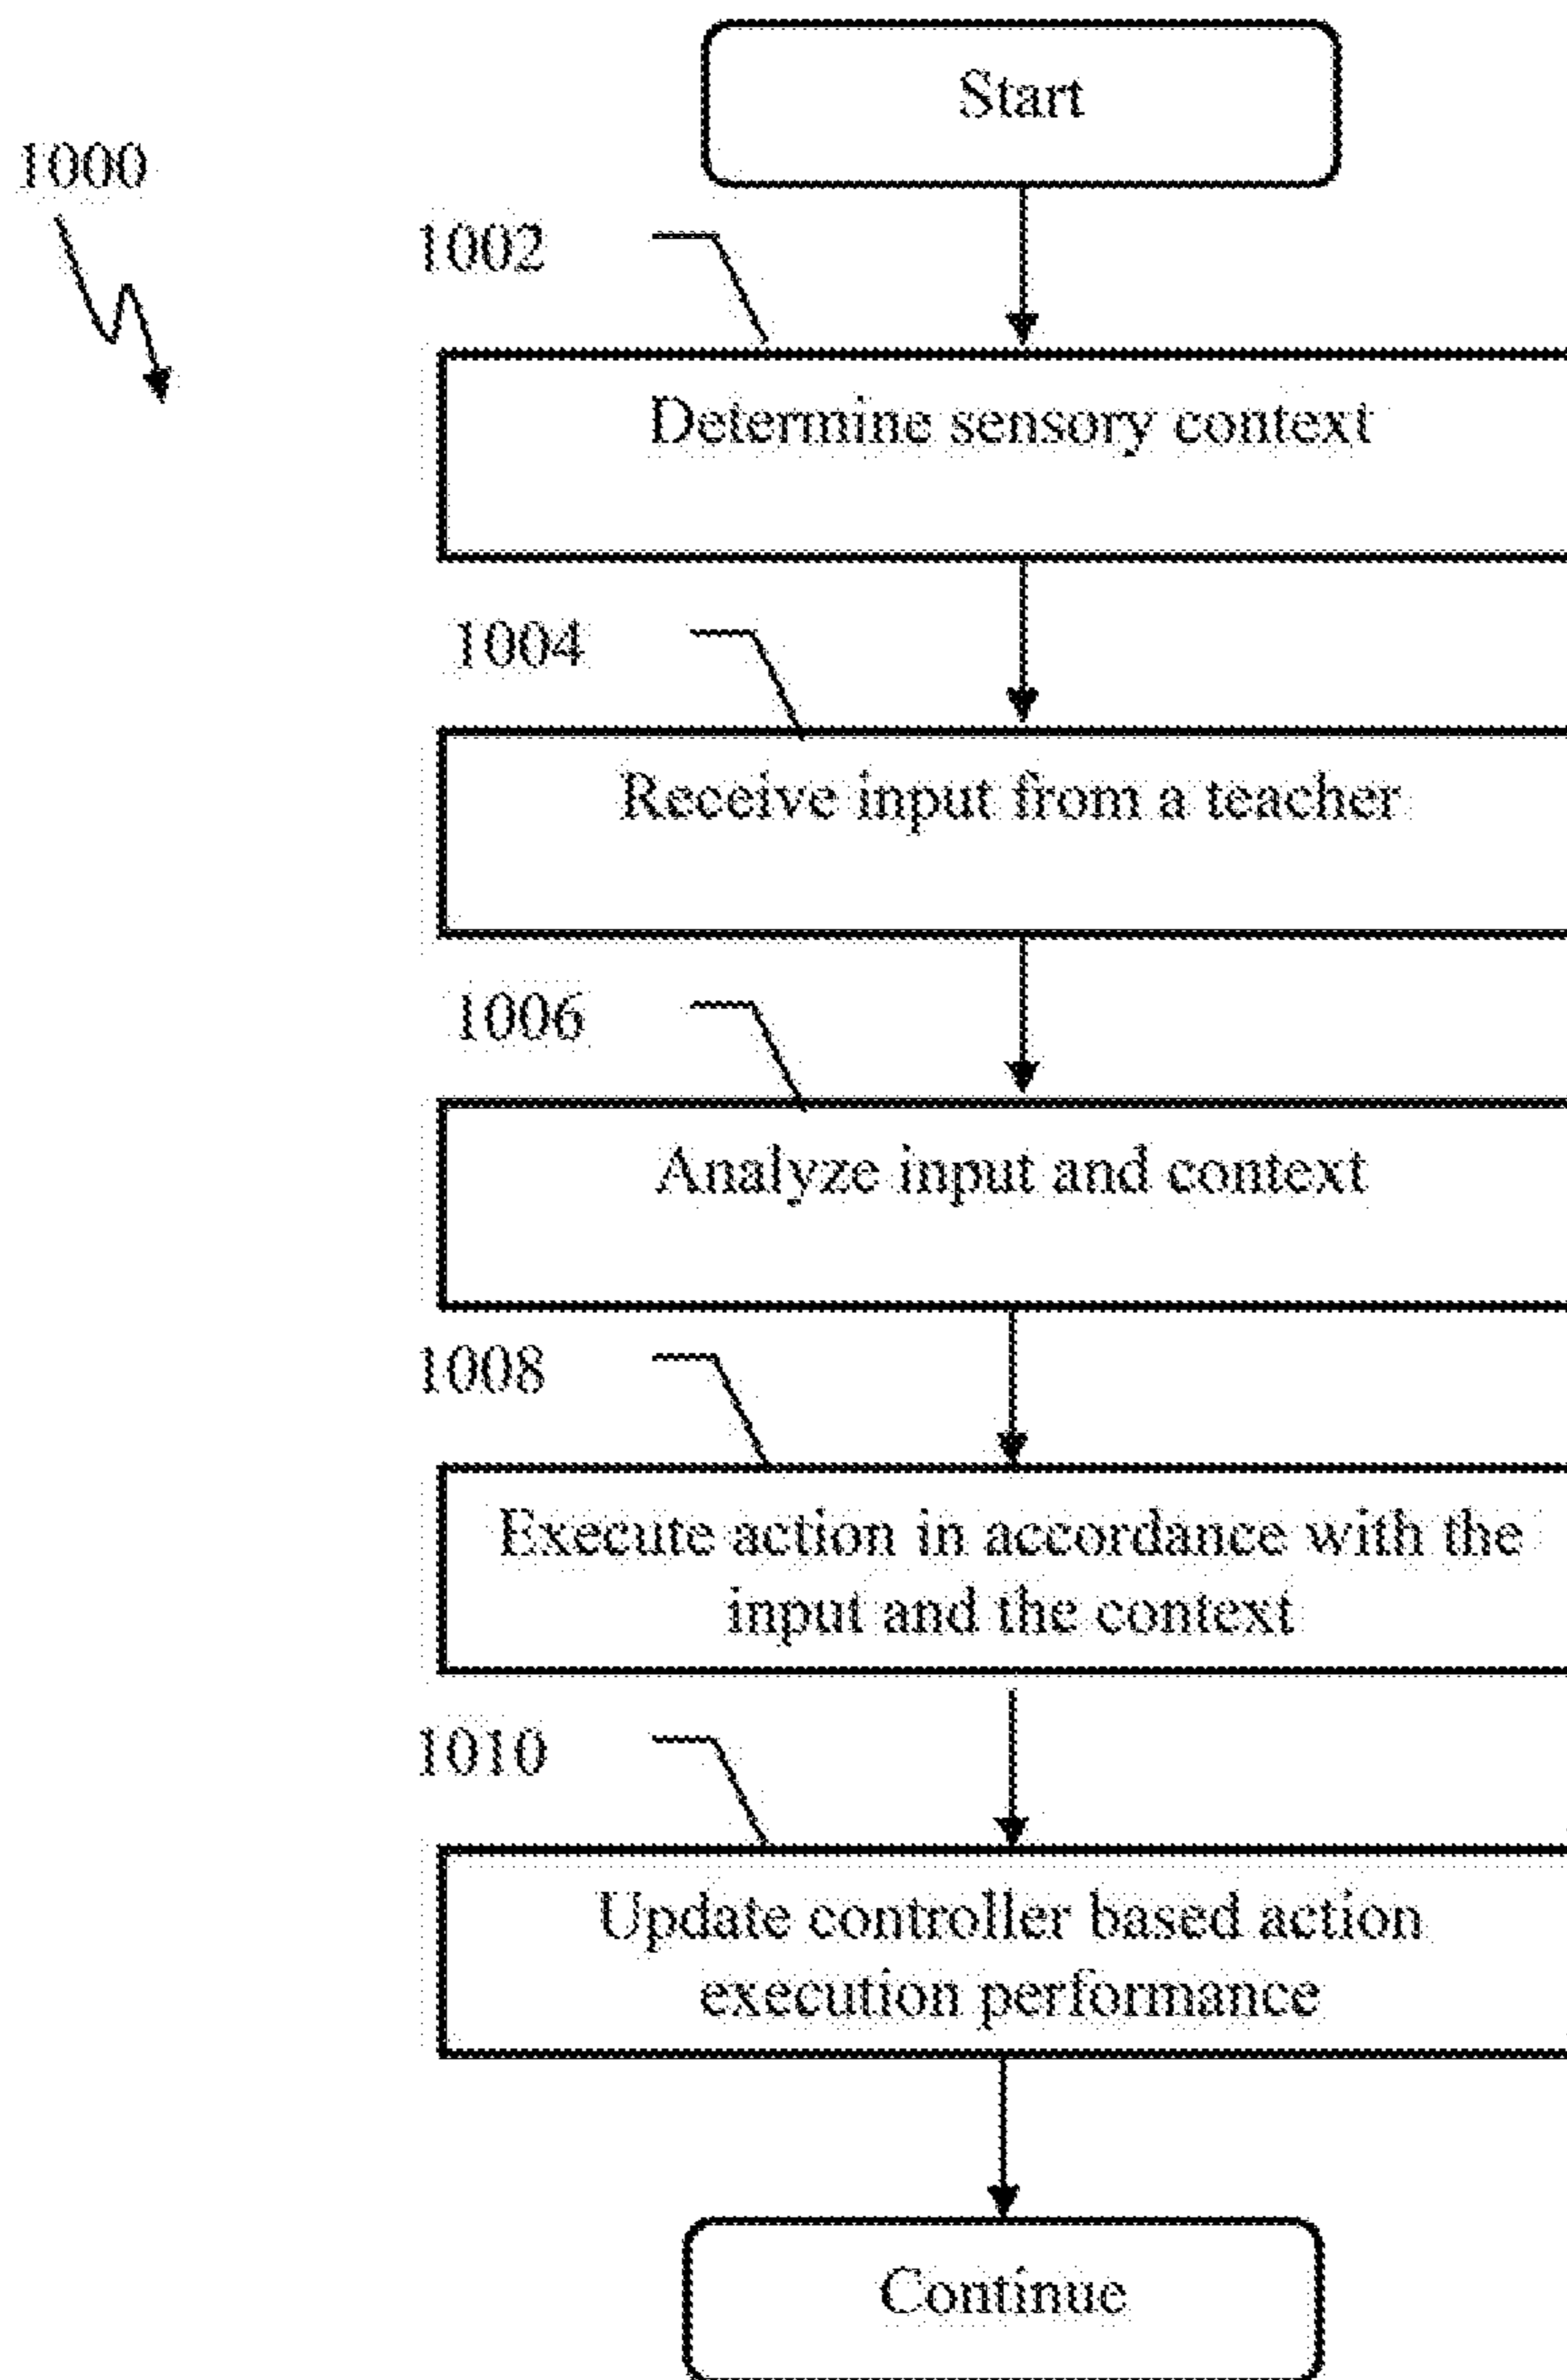 Start
1000
1002
Determine sensory context
1004
Receive input from a teacher
1006
Analyze input and context
1008
Execute action in accordance with the
input and the context
1010
Update controller based action
execution performance
Continue